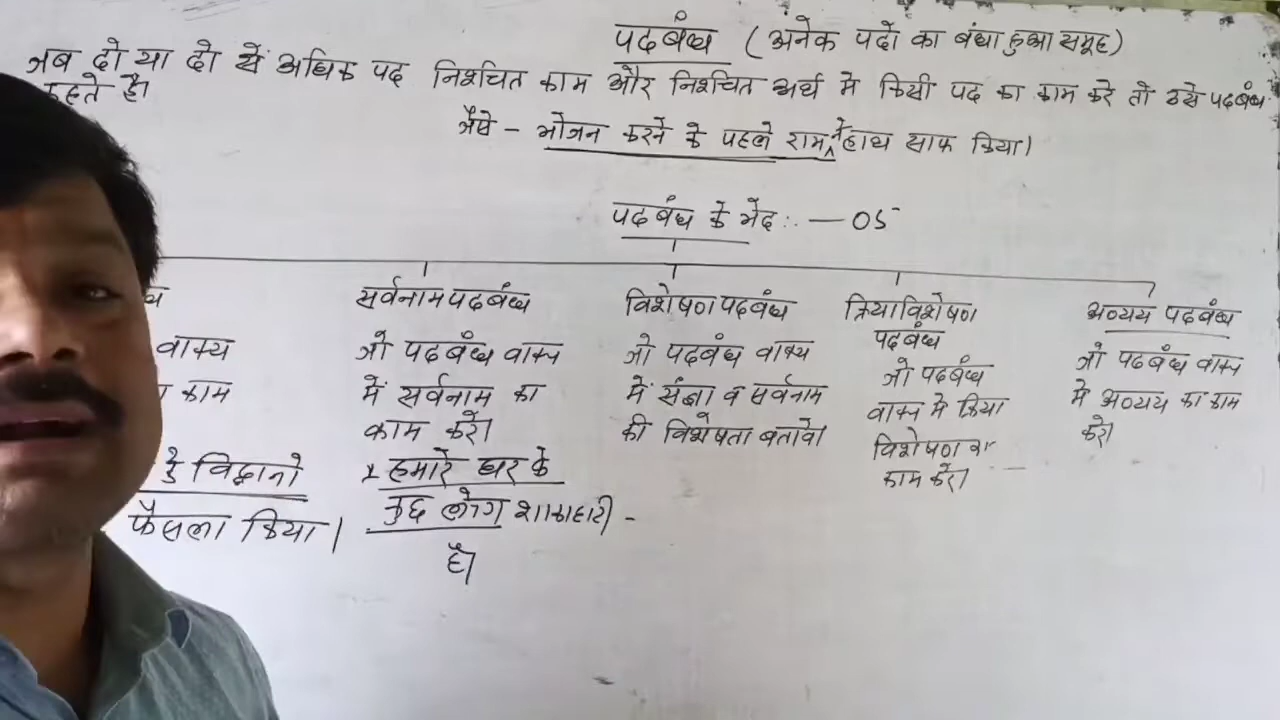 पदबंध (अनेक पदो का बंधा हुआ समूह)
जब दो या दो से अधिक पद निश्चित काम और निश्चित अर्थ मे किसी पद का काम करे तो उसे पदबंध
कहते है।
जैसे - भोजन करने के पहले राम ने हाथ साफ किया।
पदबंध के भेद :. — 05
सर्वनाम पदबंध
जो पदबंध वाक्य
में सर्वनाम का
काम करे।
हमारे घर के
कुछ लोग शाकाहारी -
है।
विशेषण पदबंध
जो पदबंध वाक्य
में संज्ञा व सर्वनाम
की विशेषता बतावे।
क्रियाविशेषण
पदबंध
जो पदबंध
वाक्य मे क्रिया
विशेषण का
काम करे।
अव्यय पदबंध
जो पदबंध वाक्य
मे अव्यय का काम
करे।
वाक्य
काम
के विद्वानो
फैसला किया।